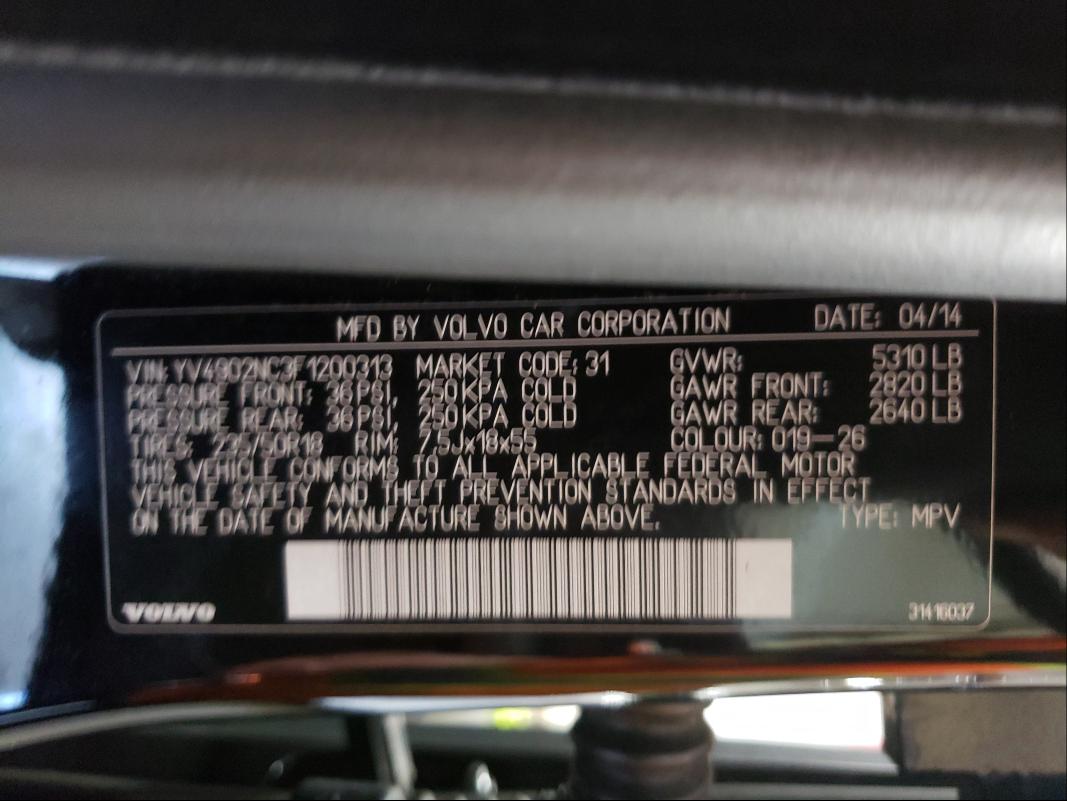 MFD BY VOLVO CAR CORPORATION DATE: 04/14
VIN: YV4902NC3F1200313 MARKET CODE: 31 GVWR: 5310 LB
PRESSURE FRONT: 36 PSI, 250 KPA COLD GAWR FRONT: 2820 LB
PRESSURE REAR: 36 PSI, 250 KPA COLD GAWR REAR: 2640 LB
TIRES: 235/50R18 RIM: 7,5Jx18x55 COLOUR: 019-26
THIS VEHICLE CONFORMS TO ALL APPLICABLE FEDERAL MOTOR
VEHICLE SAFETY AND THEFT PREVENTION STANDARDS IN EFFECT
ON THE DATE OF MANUFACTURE SHOWN ABOVE. TYPE: MPV
VOLVO 31416037